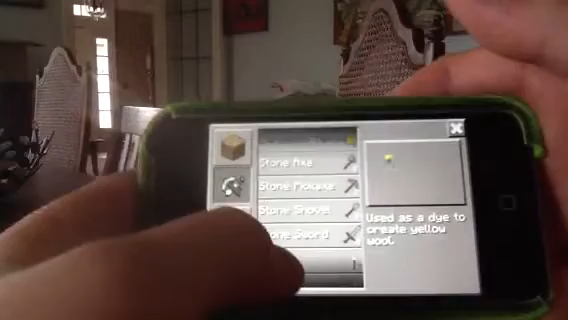 Stone Axe
Stone Pickaxe
Stone Shovel
Stone Sword
Used as a dye to
create yellow
wool.